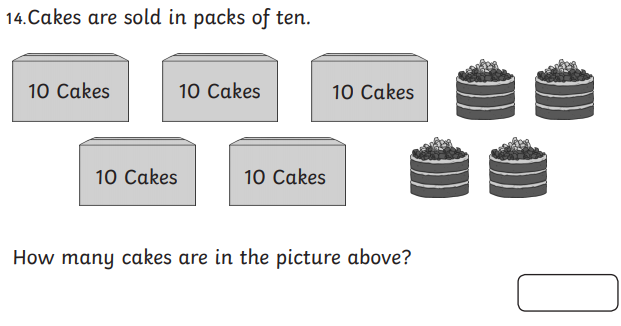 14.Cakes are sold in packs of ten.
10 Cakes 10 Cakes 10 Cakes
10 Cakes 10 Cakes
How many cakes are in the picture above?